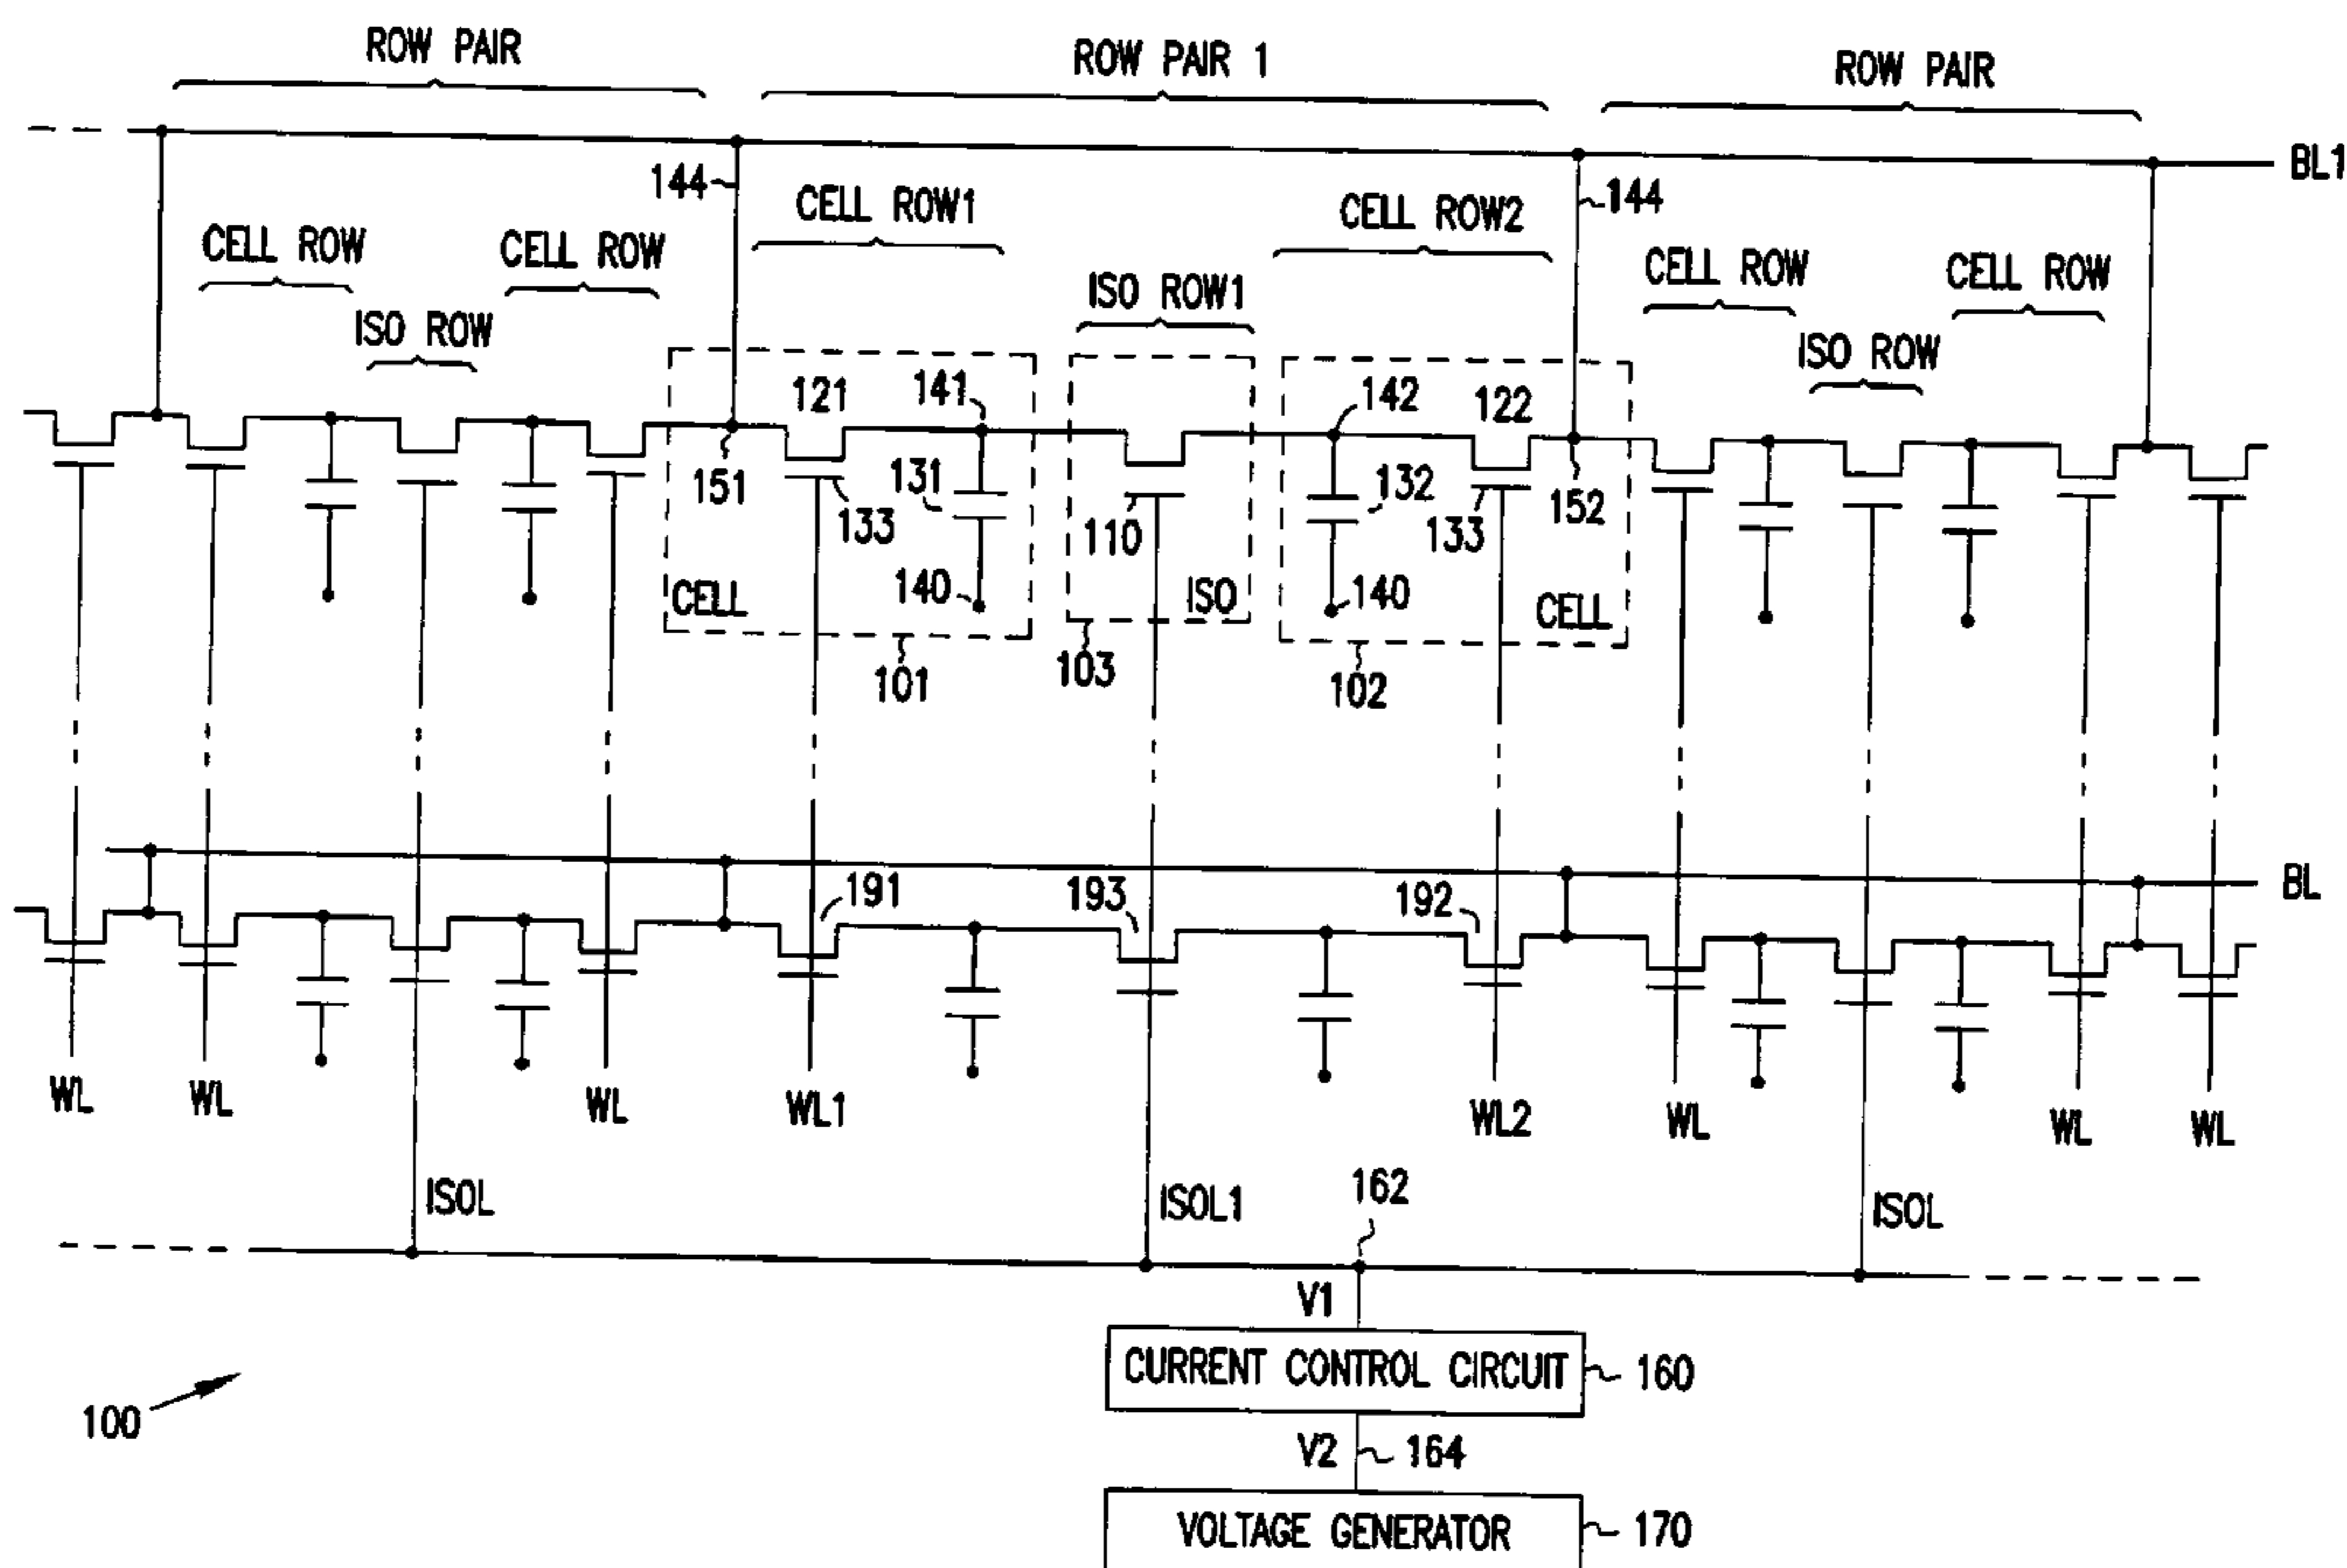 ROW PAIR
ROW PAIR 1
ROW PAIR
BL1
144
CELL ROW1
CELL ROW2
144
CELL ROW
CELL ROW
CELL ROW
CELL ROW
ISO ROW
ISO ROW1
ISO ROW
121
141
142
122
151
131
133
110
132
133
152
CELL
140
ISO
140
CELL
101
103
102
191
193
192
BL
WL
WL
WL
WL1
WL2
WL
WL
WL
ISOL
ISOL1
162
ISOL
V1
CURRENT CONTROL CIRCUIT
160
100
V2
164
VOLTAGE GENERATOR
170